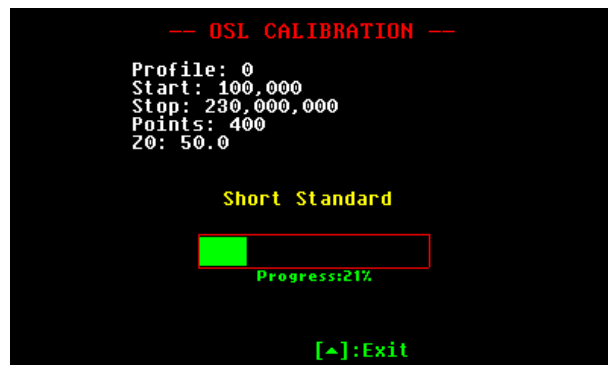 —— OSL CALIBRATION ——
Profile: 0
Start: 100,000
Stop: 230,000,000
Points: 400
Z0: 50.0
Short Standard
Progress:21%
[▲]:Exit